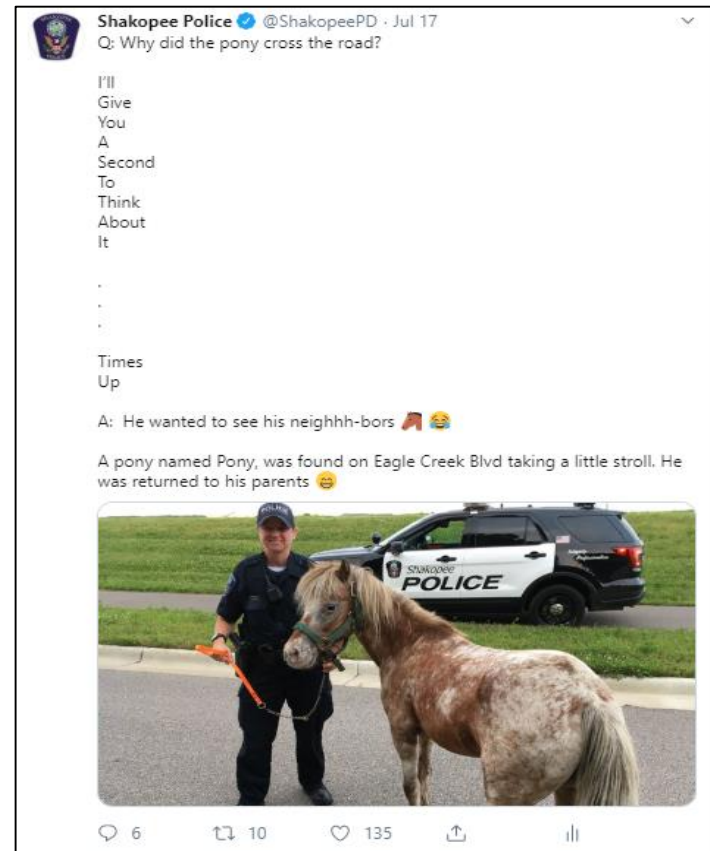 Shakopee Police @ShakopeePD · Jul 17
Q: Why did the pony cross the road?
I'll
Give
You
A
Second
To
Think
About
It
.
.
.
Times
Up
A: He wanted to see his neighhh-bors 🐴 😂
A pony named Pony, was found on Eagle Creek Blvd taking a little stroll. He
was returned to his parents 😄
POLICE
Shakopee
POLICE
6 10 135